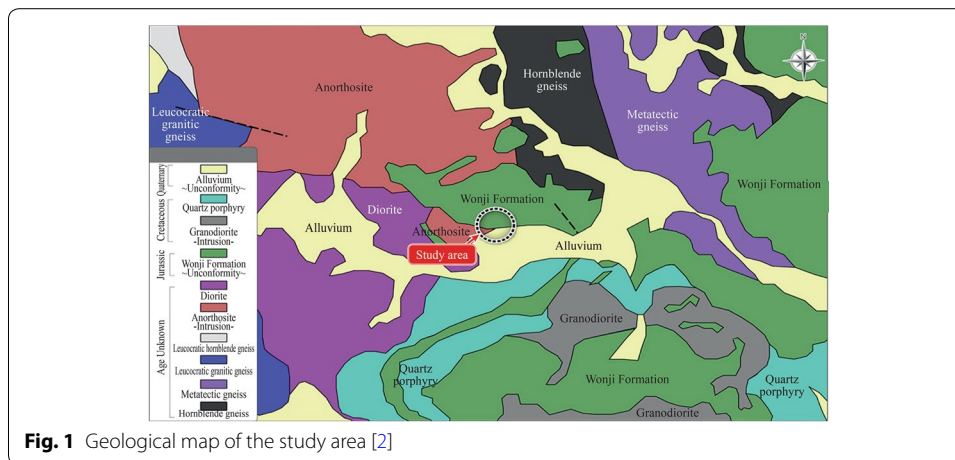 N
Anorthosite
Hornblende
gneiss
Leucocratic
granitic
gneiss
Metatectic
gneiss
Wonji Formation
Wonji Formation
Diorite
Alluvium
Anorthosite
Alluvium
Study area
Granodiorite
Quartz
porphyry
Wonji Formation
Quartz
porphyry
Granodiorite
Quaternary
Alluvium
~Unconformity~
Cretaceous
Quartz porphyry
Granodiorite
-Intrusion-
Jurassic
Wonji Formation
~Unconformity~
Age Unknown
Diorite
Anorthosite
-Intrusion-
Leucocratic hornblende gneiss
Leucocratic granitic gneiss
Metatectic gneiss
Hornblende gneiss
Fig. 1 Geological map of the study area [2]